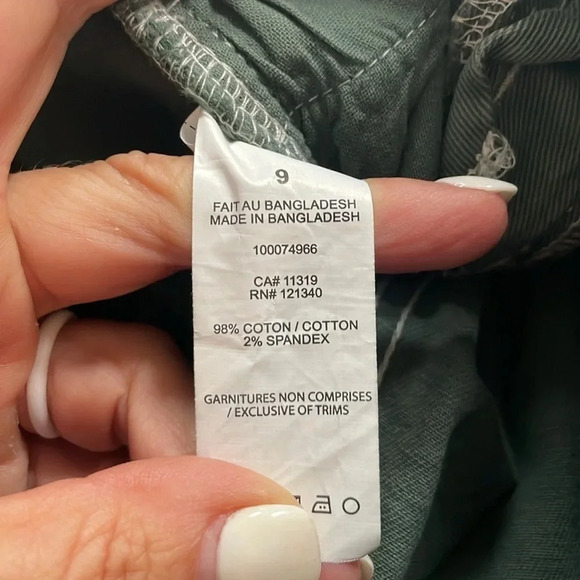 9
FAIT AU BANGLADESH
MADE IN BANGLADESH
100074966
CA# 11319
RN# 121340
98% COTON / COTTON
2% SPANDEX
GARNITURES NON COMPRISES
/ EXCLUSIVE OF TRIMS